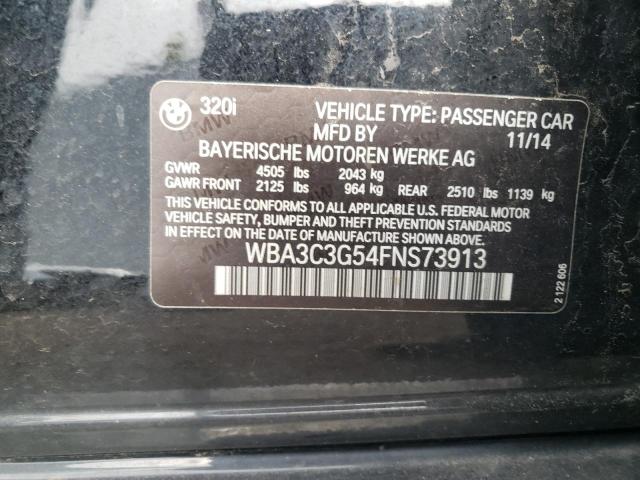 320i VEHICLE TYPE: PASSENGER CAR
MFD BY 11/14
BAYERISCHE MOTOREN WERKE AG
GVWR 4505 lbs 2043 kg
GAWR FRONT 2125 lbs 964 kg REAR 2510 lbs 1139 kg
THIS VEHICLE CONFORMS TO ALL APPLICABLE U.S. FEDERAL MOTOR
VEHICLE SAFETY, BUMPER AND THEFT PREVENTION STANDARDS
IN EFFECT ON THE DATE OF MANUFACTURE SHOWN ABOVE.
WBA3C3G54FNS73913
2 122 606